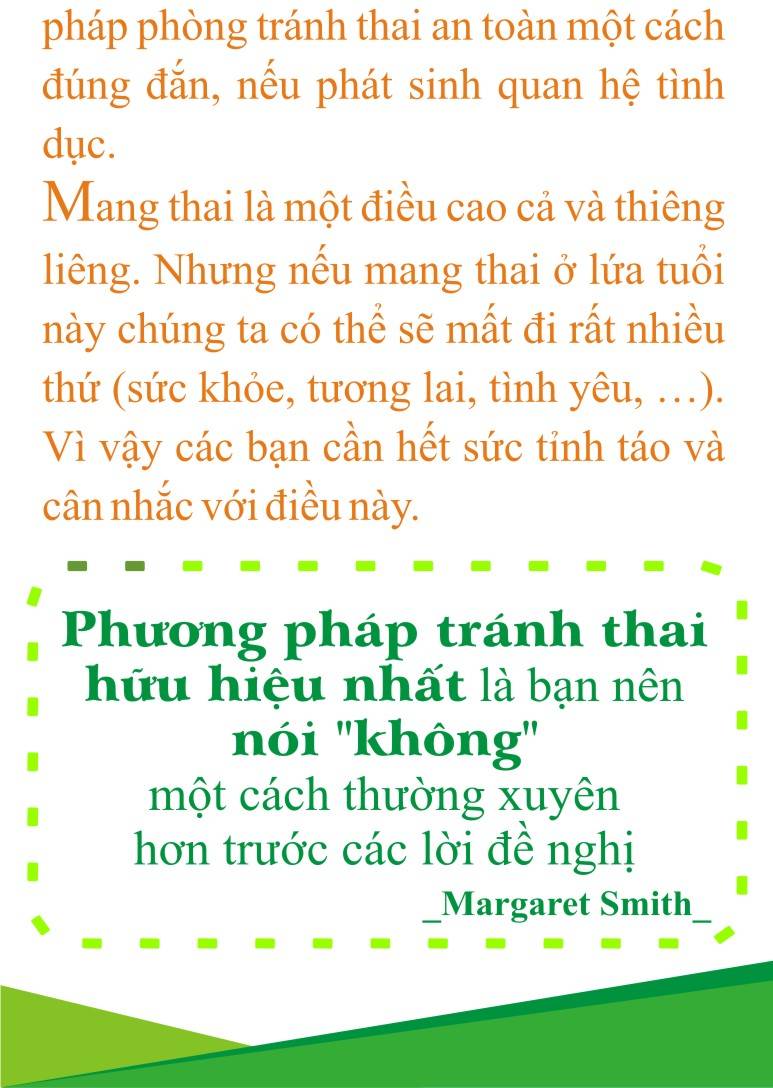 pháp phòng tránh thai an toàn một cách
đúng đắn, nếu phát sinh quan hệ tình
dục.
Mang thai là một điều cao cả và thiêng
liêng. Nhưng nếu mang thai ở lứa tuổi
này chúng ta có thể sẽ mất đi rất nhiều
thứ (sức khỏe, tương lai, tình yêu, …).
Vì vậy các bạn cần hết sức tỉnh táo và
cân nhắc với điều này.
Phương pháp tránh thai
hữu hiệu nhất là bạn nên
nói "không"
một cách thường xuyên
hơn trước các lời đề nghị
_Margaret Smith_